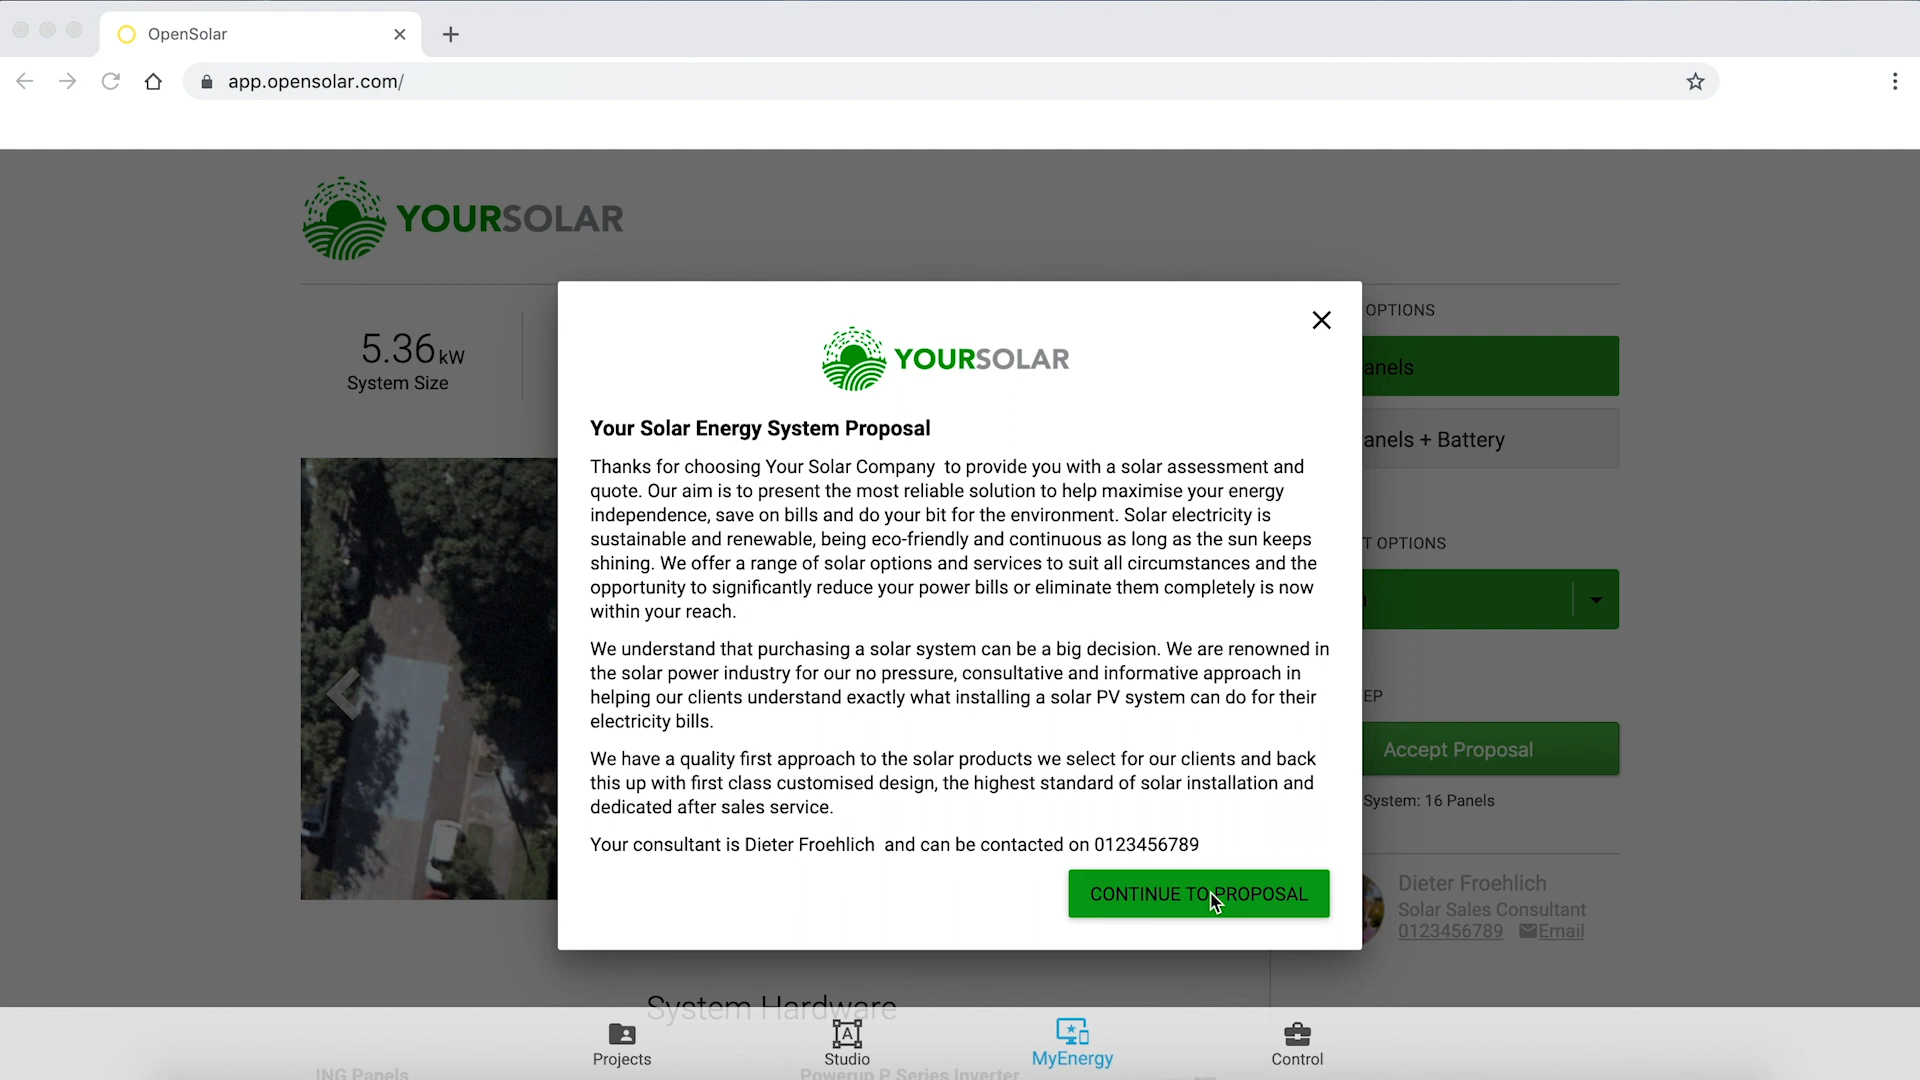 OpenSolar
app.opensolar.com/
YOURSOLAR
5.36 kW
System Size
OPTIONS
anels
anels + Battery
T OPTIONS
EP
Accept Proposal
System: 16 Panels
Dieter Froehlich
Solar Sales Consultant
0123456789 Email
YOURSOLAR
Your Solar Energy System Proposal
Thanks for choosing Your Solar Company to provide you with a solar assessment and
quote. Our aim is to present the most reliable solution to help maximise your energy
independence, save on bills and do your bit for the environment. Solar electricity is
sustainable and renewable, being eco-friendly and continuous as long as the sun keeps
shining. We offer a range of solar options and services to suit all circumstances and the
opportunity to significantly reduce your power bills or eliminate them completely is now
within your reach.
We understand that purchasing a solar system can be a big decision. We are renowned in
the solar power industry for our no pressure, consultative and informative approach in
helping our clients understand exactly what installing a solar PV system can do for their
electricity bills.
We have a quality first approach to the solar products we select for our clients and back
this up with first class customised design, the highest standard of solar installation and
dedicated after sales service.
Your consultant is Dieter Froehlich and can be contacted on 0123456789
CONTINUE TO PROPOSAL
System Hardware
Projects
Studio
MyEnergy
Control
ING Panels
Powerup P Series Inverter